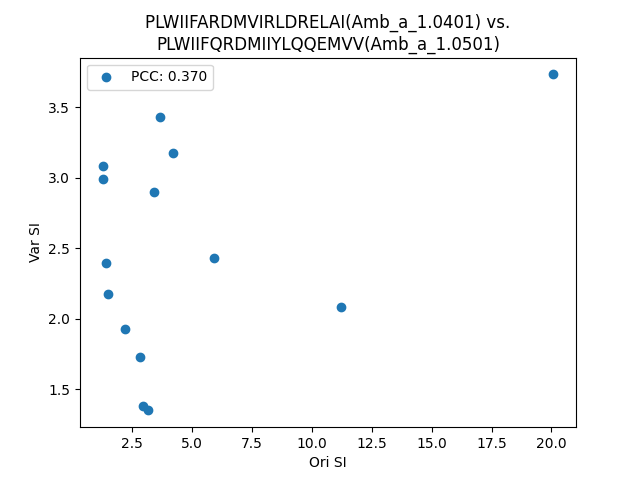 PLWIIFARDMVIRLDRELAI(Amb_a_1.0401) vs.
PLWIIFQRDMIIYLQQEMVV(Amb_a_1.0501)
PCC: 0.370
3.5
3.0
2.5
2.0
1.5
Var SI
2.5 5.0 7.5 10.0 12.5 15.0 17.5 20.0
Ori SI